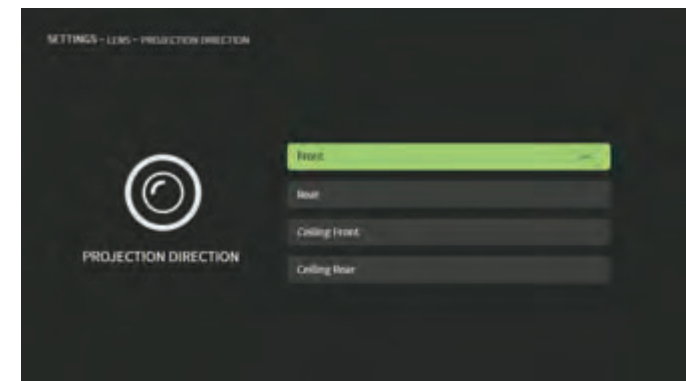 SETTINGS - LENS - PROJECTION DIRECTION
Front
Rear
Ceiling Front
Ceiling Rear
PROJECTION DIRECTION